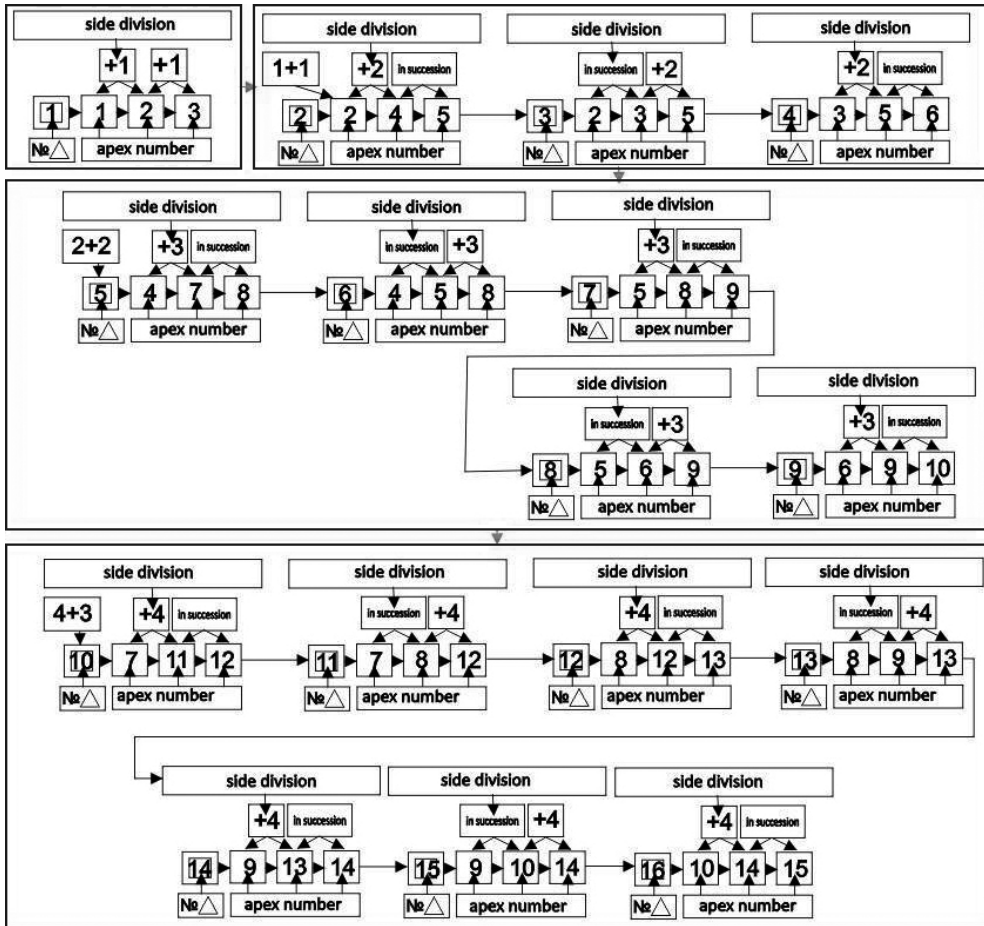 side division
+1 +1
1 1 2 3
№ apex number
side division side division side division
1+1 +2 in succession in succession +2 +2 in succession
2 2 4 5 3 2 3 5 4 3 5 6
№ apex number № apex number № apex number
side division side division side division
2+2 +3 in succession in succession +3 +3 in succession
5 4 7 8 6 4 5 8 7 5 8 9
№ apex number № apex number № apex number
side division side division
in succession +3 +3 in succession
8 5 6 9 9 6 9 10
№ apex number № apex number
side division side division side division side division
4+3 +4 in succession in succession +4 +4 in succession in succession +4
10 7 11 12 11 7 8 12 12 8 12 13 13 8 9 13
№ apex number № apex number № apex number № apex number
side division side division side division
+4 in succession in succession +4 +4 in succession
14 9 13 14 15 9 10 14 16 10 14 15
№ apex number № apex number № apex number